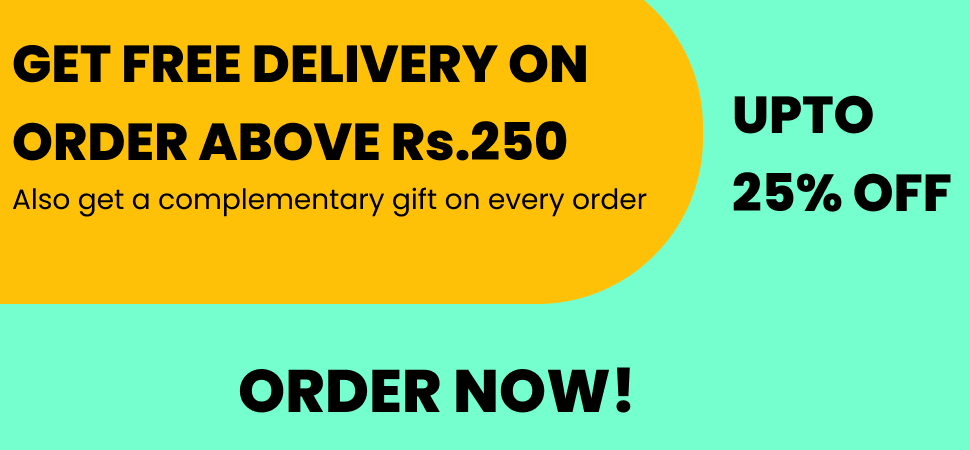 GET FREE DELIVERY ON
ORDER ABOVE Rs.250
Also get a complementary gift on every order
UPTO
25% OFF
ORDER NOW!